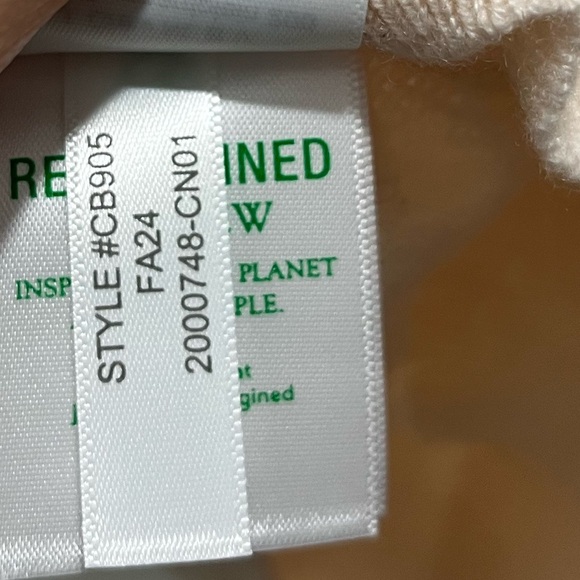 STYLE #CB905
FA24
2000748-CN01
RE INED
W
INSP PLANET
PLE.
at
gined